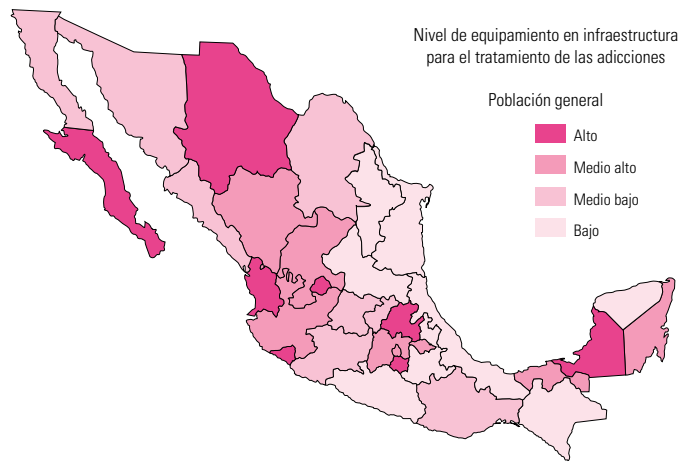 Nivel de equipamiento en infraestructura
para el tratamiento de las adicciones
Población general
Alto
Medio alto
Medio bajo
Bajo